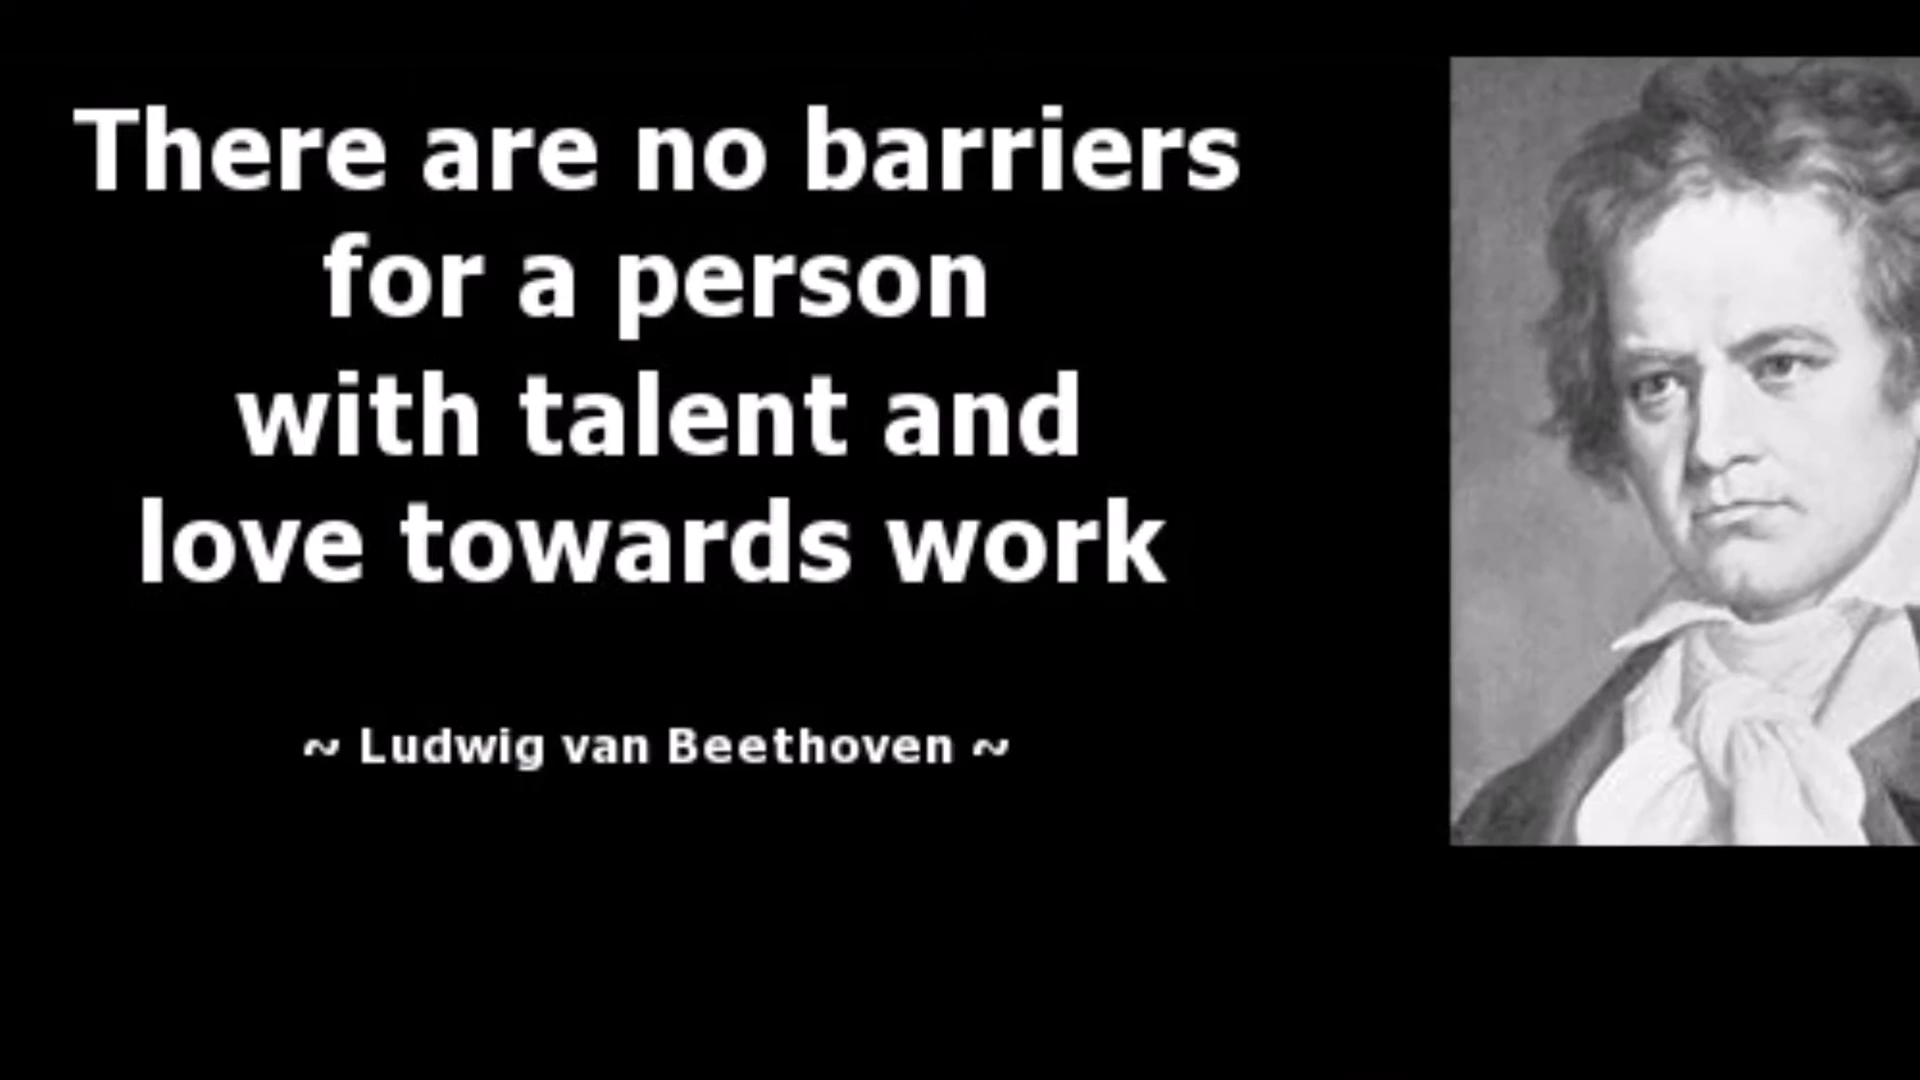 There are no barriers
for a person
with talent and
love towards work
~ Ludwig van Beethoven ~